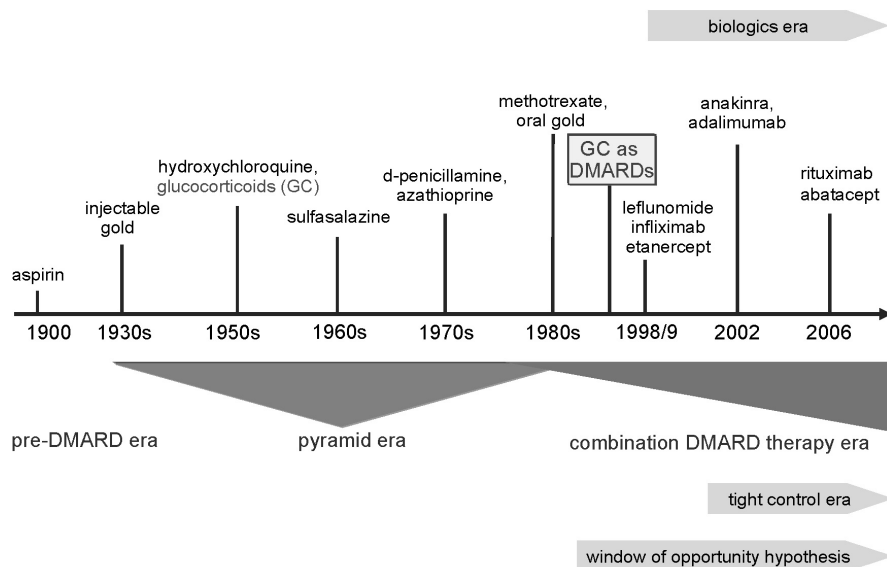 biologics era
methotrexate,
oral gold
anakinra,
adalimumab
GC as
DMARDs
hydroxychloroquine,
glucocorticoids (GC)
d-penicillamine,
azathioprine
rituximab
abatacept
injectable
gold
sulfasalazine
leflunomide
infliximab
etanercept
aspirin
1900 1930s 1950s 1960s 1970s 1980s 1998/9 2002 2006
pre-DMARD era pyramid era combination DMARD therapy era
tight control era
window of opportunity hypothesis